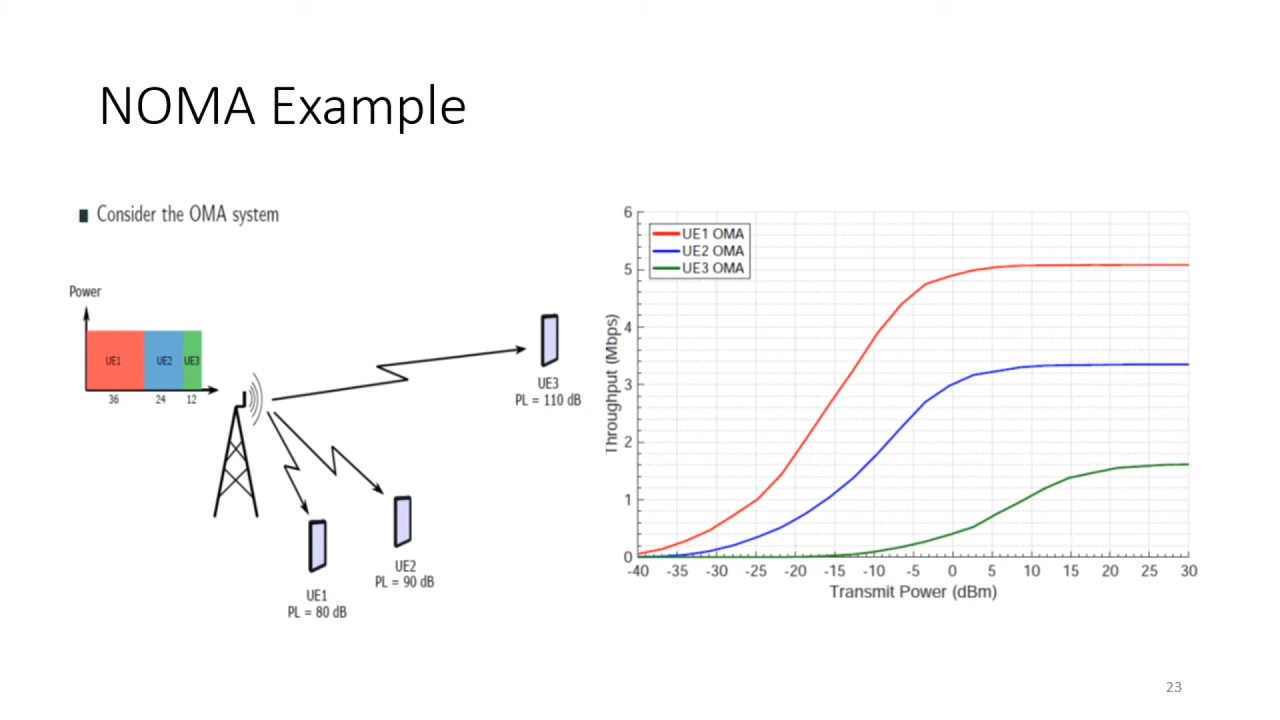 NOMA Example
■ Consider the OMA system
Power
UE1 UE2 UE3
36 24 12
UE3
PL = 110 dB
UE2
PL = 90 dB
UE1
PL = 80 dB
UE1 OMA
UE2 OMA
UE3 OMA
6
5
4
3
2
1
0
Throughput (Mbps)
-40 -35 -30 -25 -20 -15 -10 -5 0 5 10 15 20 25 30
Transmit Power (dBm)
23